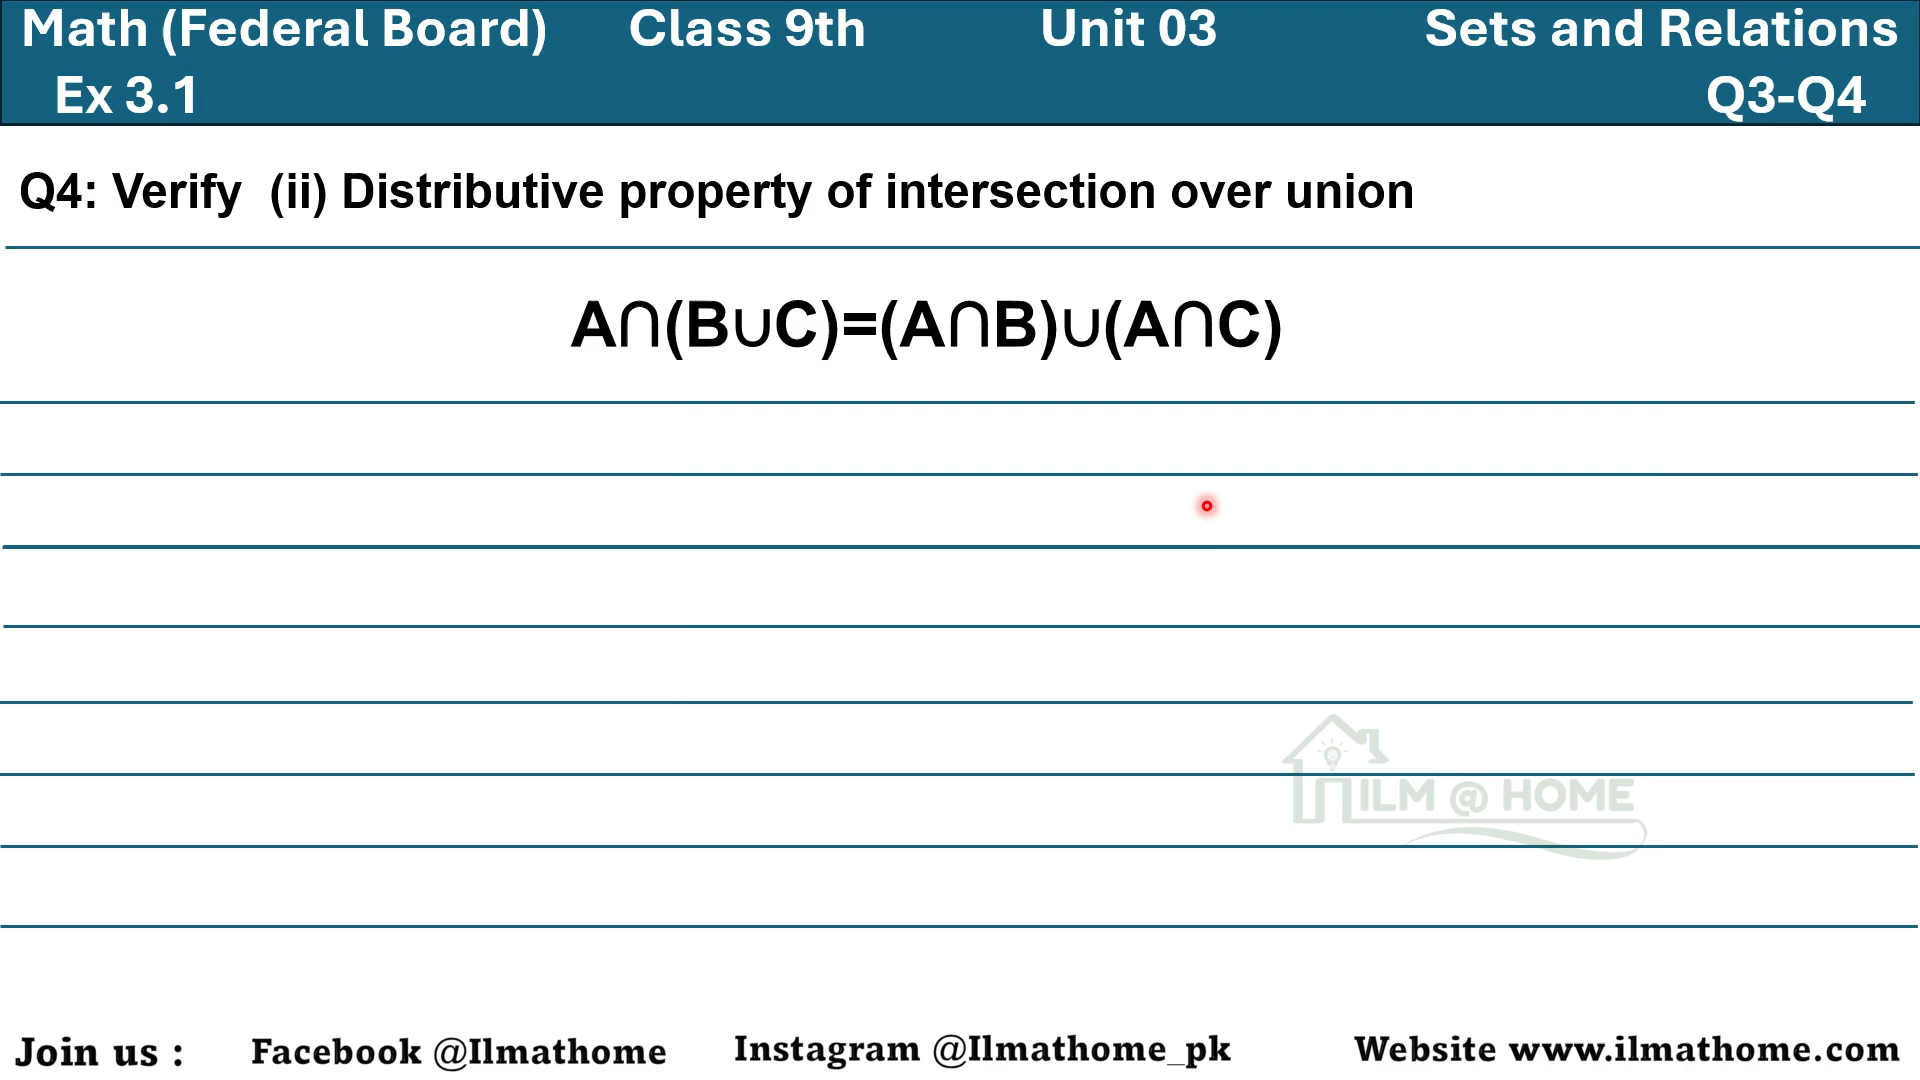 Math (Federal Board) Class 9th Unit 03 Sets and Relations
Ex 3.1 Q3-Q4
Q4: Verify (ii) Distributive property of intersection over union
A∩(B∪C)=(A∩B)∪(A∩C)
ILM @ HOME
Join us : Facebook @Ilmathome Instagram @Ilmathome_pk Website www.ilmathome.com